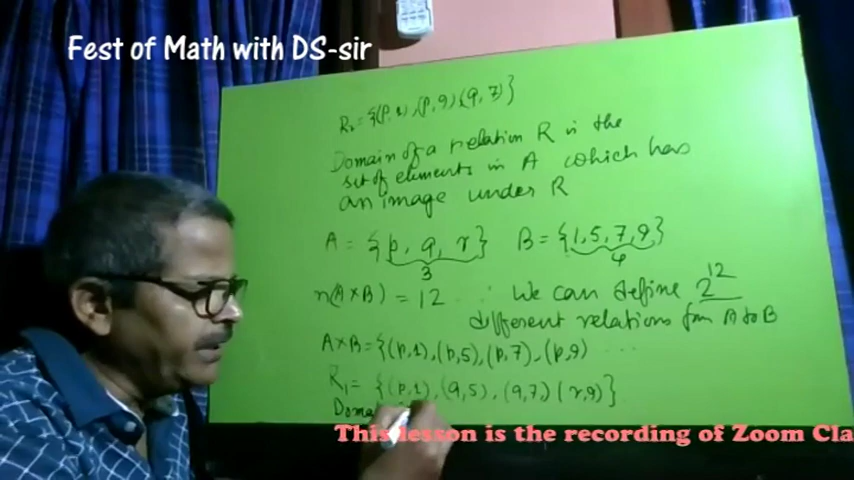 Fest of Math with DS-sir
R₂ = {(p,1), (p,9), (q,7)}
Domain of a relation R is the
set of elements in A which has
an image under R
A = {p, q, r} B = {1,5,7,9}
3 4
n(A×B) = 12 ∴ We can define 2¹²
different relations from A to B
A×B = {(p,1),(p,5),(p,7),(p,9) ....
R₁ = {(p,1), (q,5), (q,7) (r,9)}
Doma
This lesson is the recording of Zoom Cla